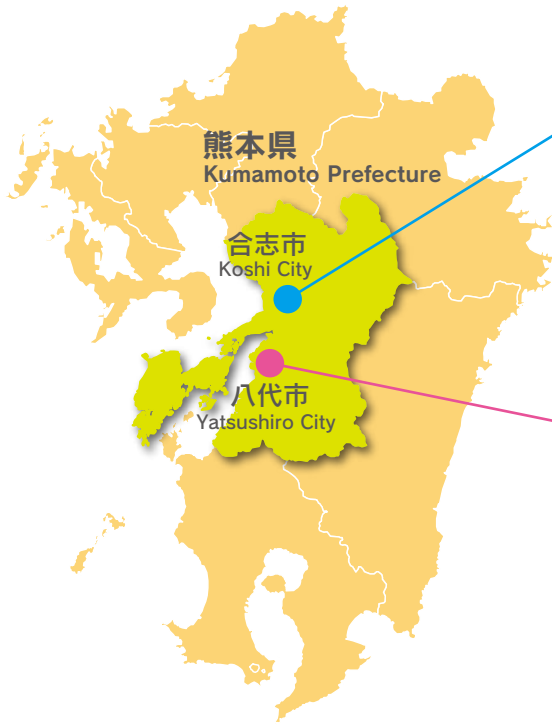 熊本県
Kumamoto Prefecture
合志市
Koshi City
八代市
Yatsushiro City